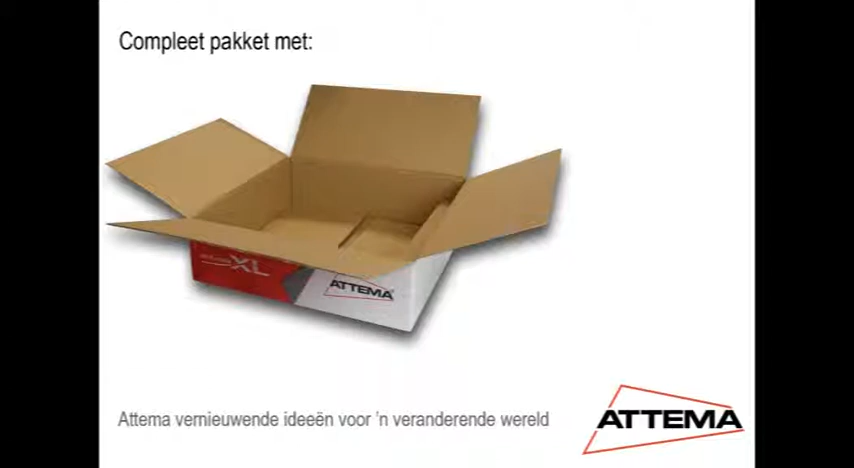 Compleet pakket met:
XL
ATTEMA
Attema vernieuwende ideeën voor 'n veranderende wereld
ATTEMA